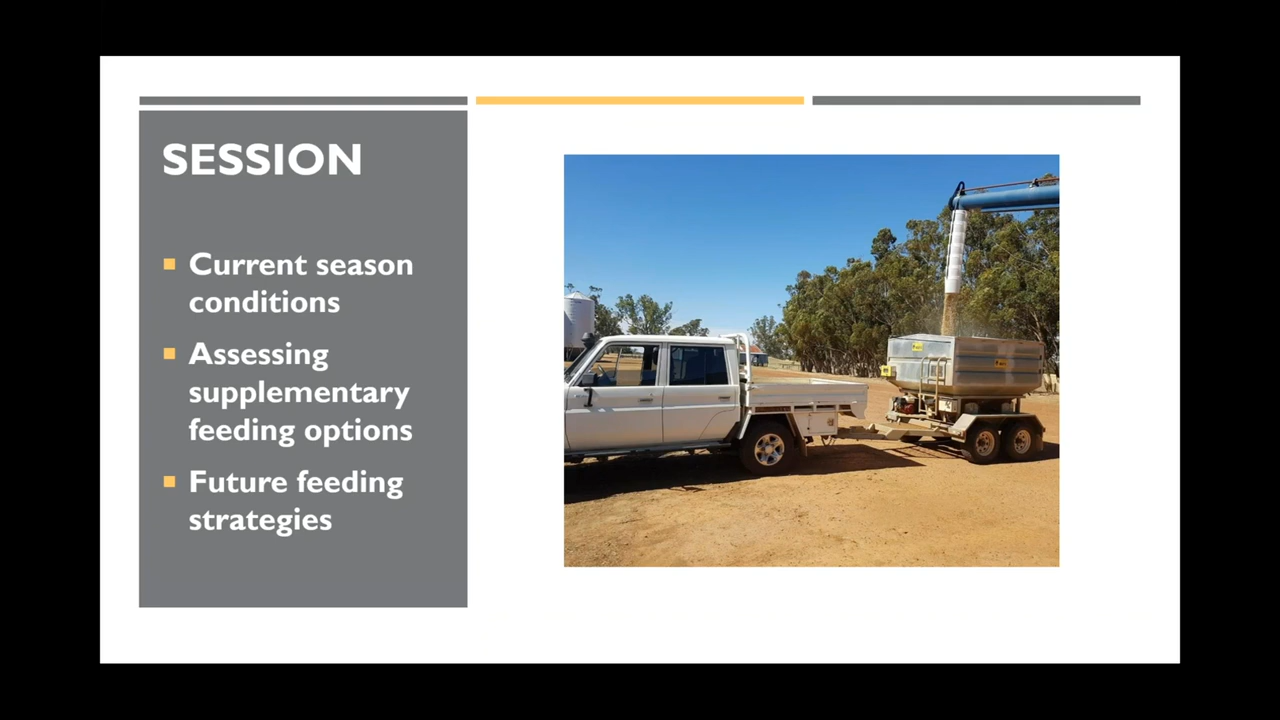 SESSION
Current season
conditions
Assessing
supplementary
feeding options
Future feeding
strategies